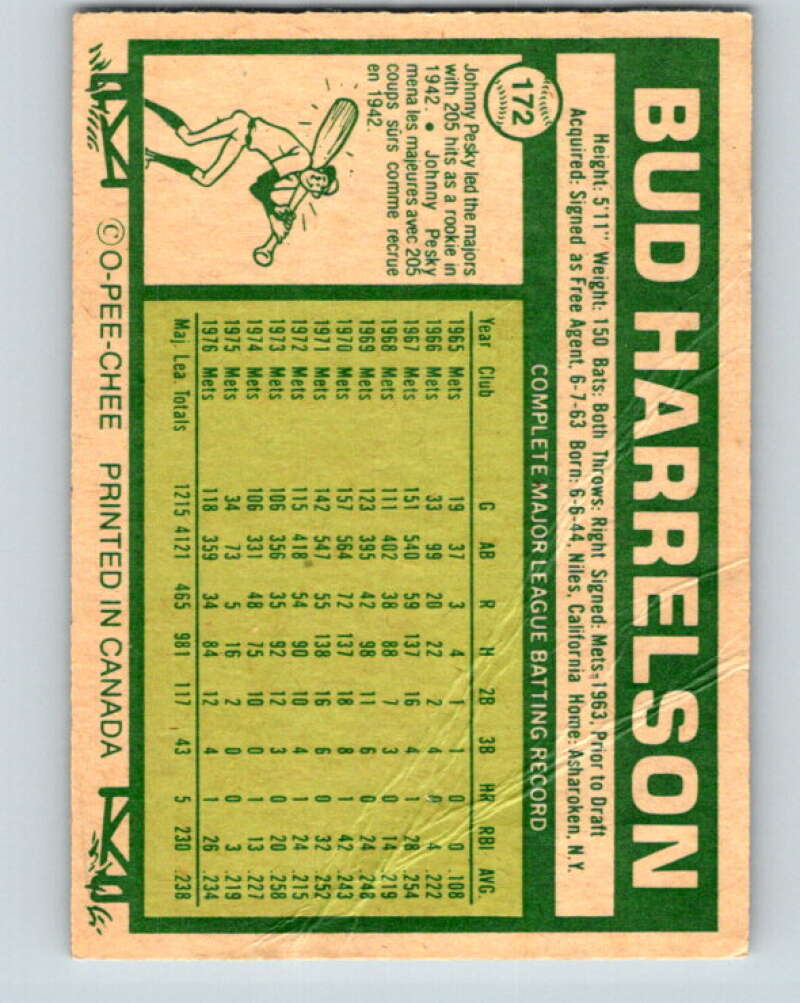 BUD HARRELSON
Height: 5'11" Weight: 150 Bats: Both Throws: Right Signed: Mets, 1963, Prior to Draft
Acquired: Signed as Free Agent, 6-7-63 Born: 6-6-44, Niles, California Home: Asharoken, N.Y.
172
COMPLETE MAJOR LEAGUE BATTING RECORD
Johnny Pesky led the majors
with 205 hits as a rookie in
1942. • Johnny Pesky
mena les majeures avec 205
coups sûrs comme recrue
en 1942.
Year Club G AB R H 2B 3B HR RBI AVG.
1965 Mets 19 37 3 4 1 1 0 0 .108
1966 Mets 33 99 20 22 2 4 0 4 .222
1967 Mets 151 540 59 137 16 4 1 28 .254
1968 Mets 111 402 38 88 7 3 0 14 .219
1969 Mets 123 395 42 98 11 6 0 24 .248
1970 Mets 157 564 72 137 18 8 1 42 .243
1971 Mets 142 547 55 138 16 6 0 32 .252
1972 Mets 115 418 54 90 10 4 1 24 .215
1973 Mets 106 356 35 92 12 3 0 20 .258
1974 Mets 106 331 48 75 10 0 1 13 .227
1975 Mets 34 73 5 16 2 0 0 3 .219
1976 Mets 118 359 34 84 12 4 1 26 .234
Maj. Lea. Totals 1215 4121 465 981 117 43 5 230 .238
© O-PEE-CHEE PRINTED IN CANADA